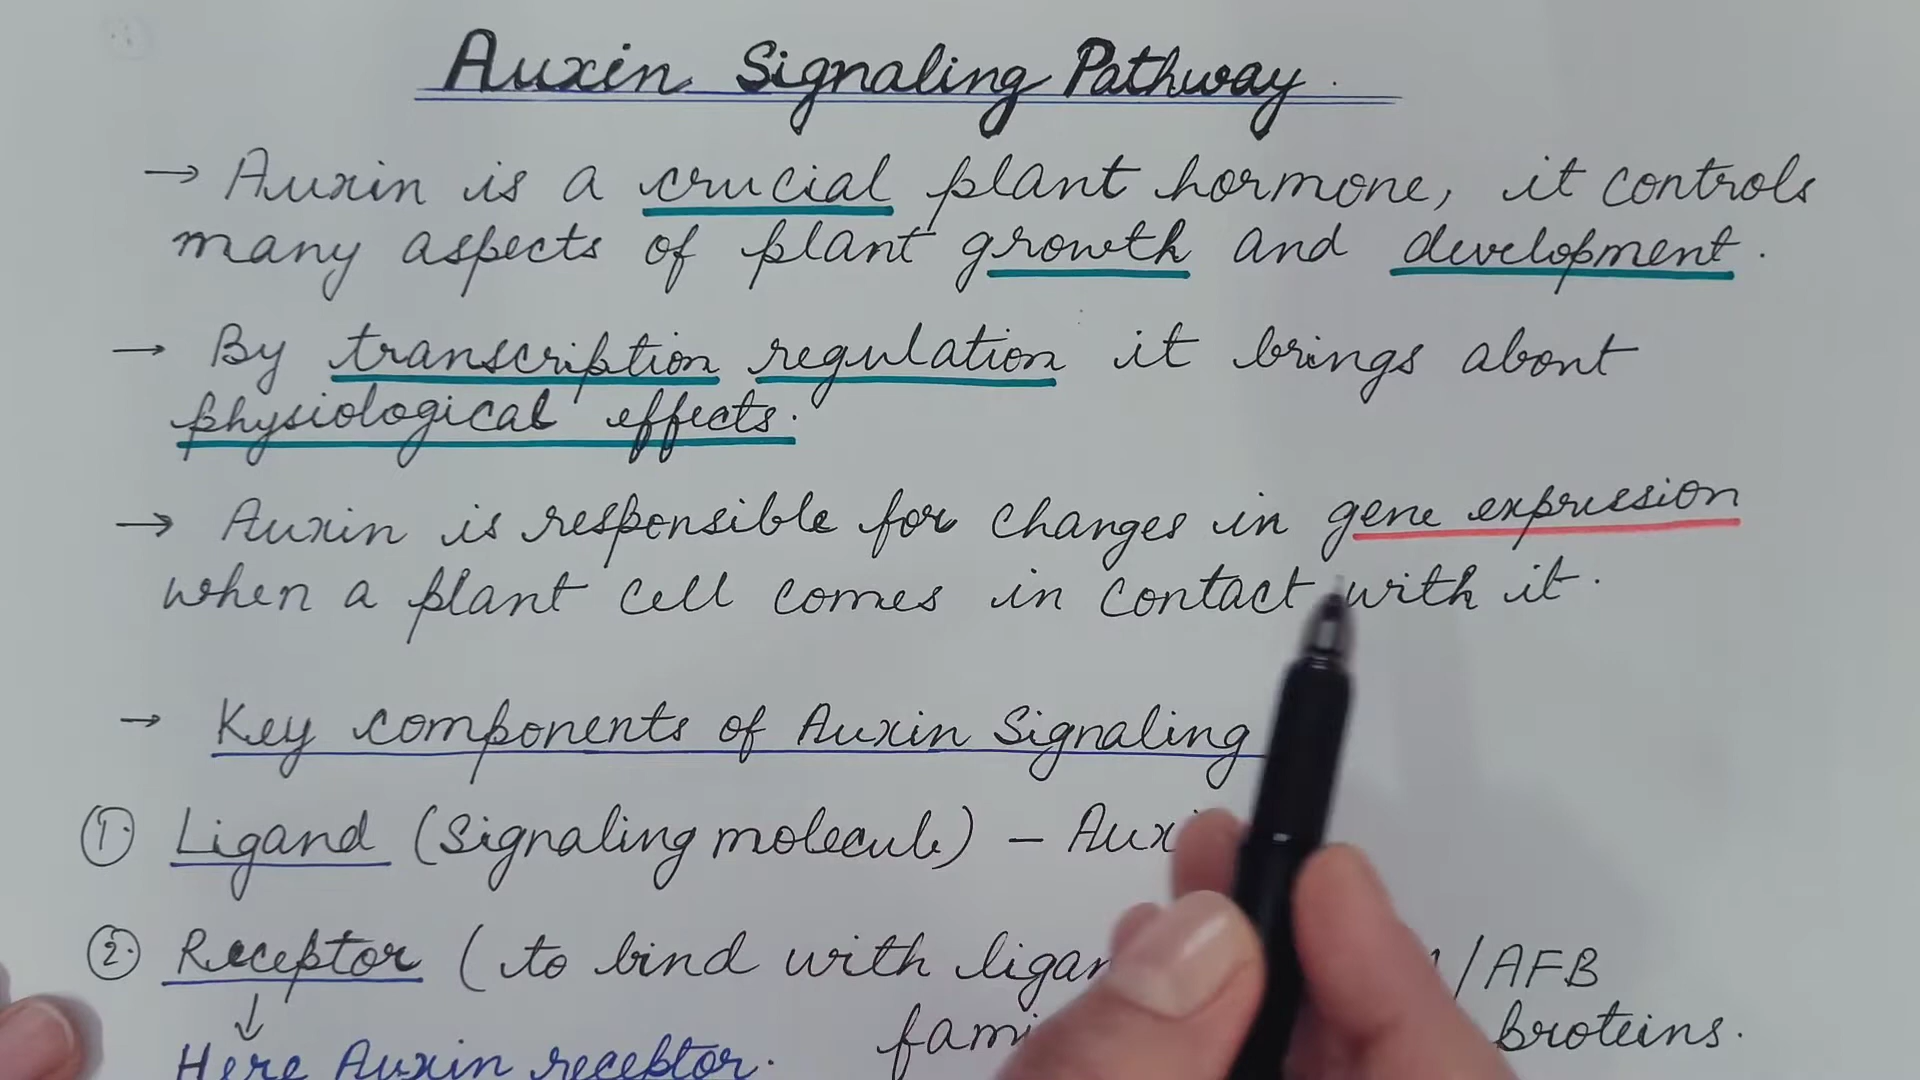 Auxin Signaling Pathway.
→ Auxin is a crucial plant hormone, it controls
many aspects of plant growth and development.
→ By transcription regulation it brings about
physiological effects.
→ Auxin is responsible for changes in gene expression
when a plant cell comes in contact with it.
→ Key components of Auxin Signaling
① Ligand (Signaling molecule) – Auxi
② Receptor (to bind with ligan /AFB
↓ fami proteins.
Here Auxin receptor.